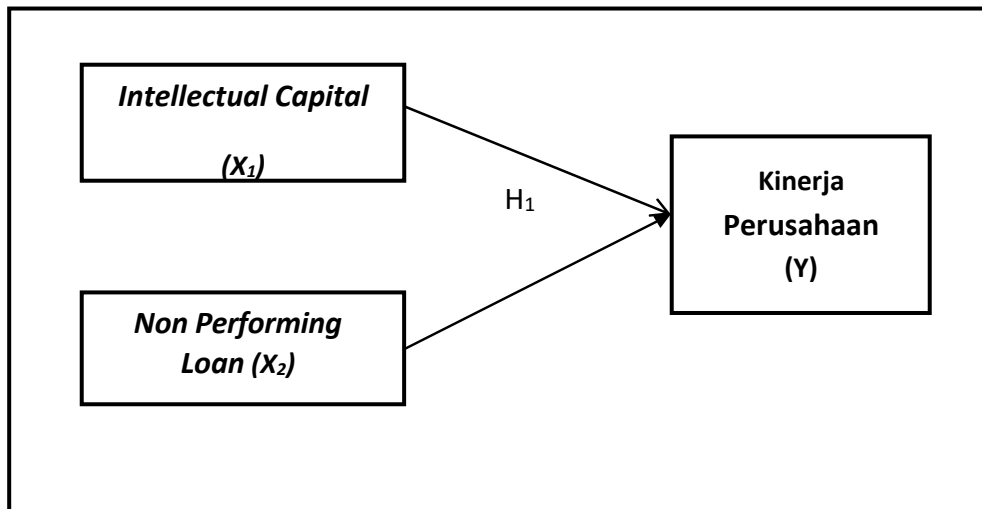 Intellectual Capital
(X₁)
H₁
Kinerja
Perusahaan
(Y)
Non Performing
Loan (X₂)